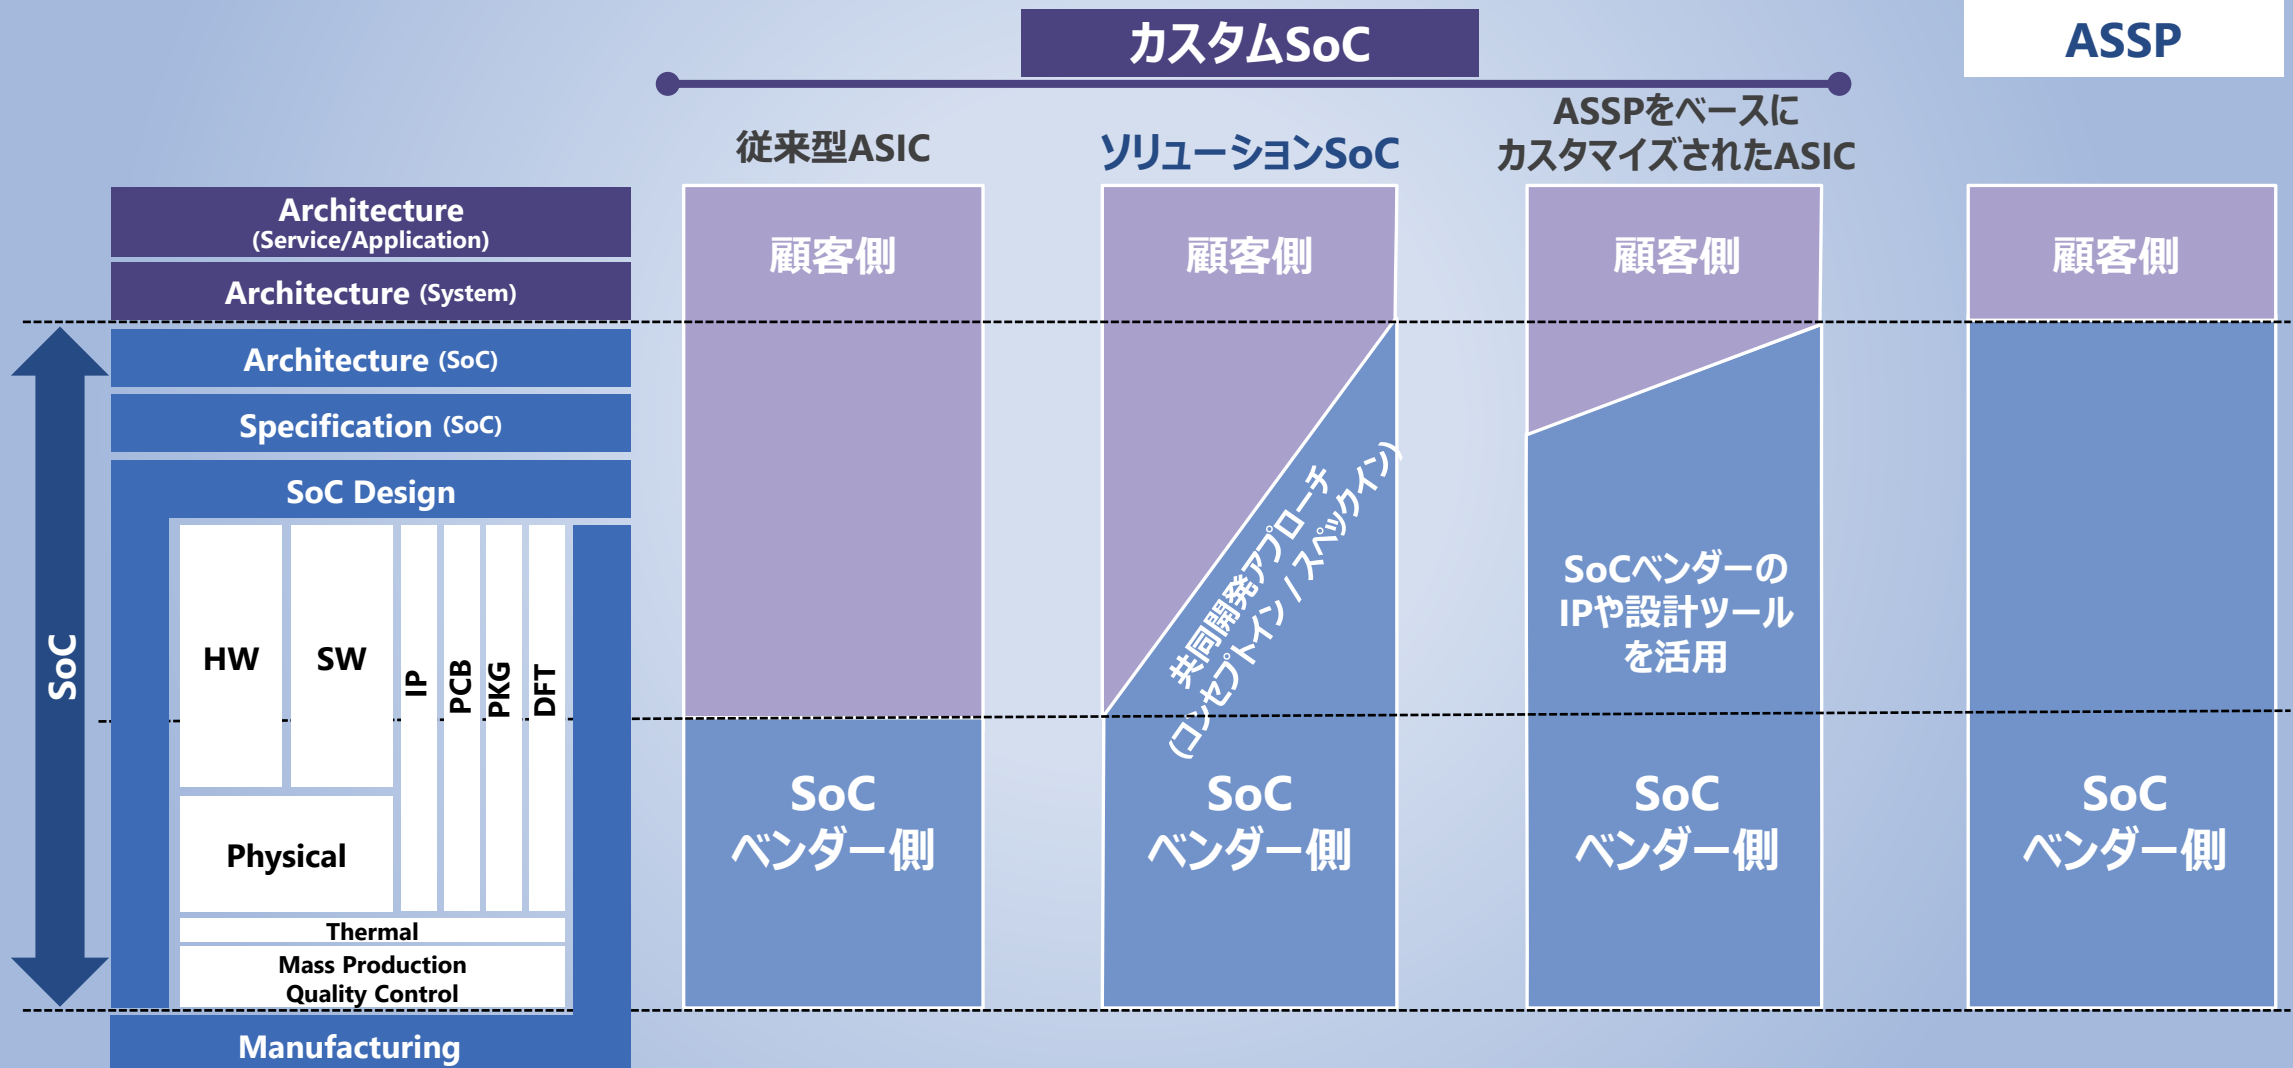 カスタムSoC
ASSP
従来型ASIC
ソリューションSoC
ASSPをベースに
カスタマイズされたASIC
Architecture
(Service/Application)
Architecture (System)
Architecture (SoC)
Specification (SoC)
SoC Design
SoC
HW
SW
IP
PCB
PKG
DFT
Physical
Thermal
Mass Production
Quality Control
Manufacturing
顧客側
SoC
ベンダー側
顧客側
共同開発アプローチ
(コンセプトイン / スペックイン)
SoC
ベンダー側
顧客側
SoCベンダーの
IPや設計ツール
を活用
SoC
ベンダー側
顧客側
SoC
ベンダー側